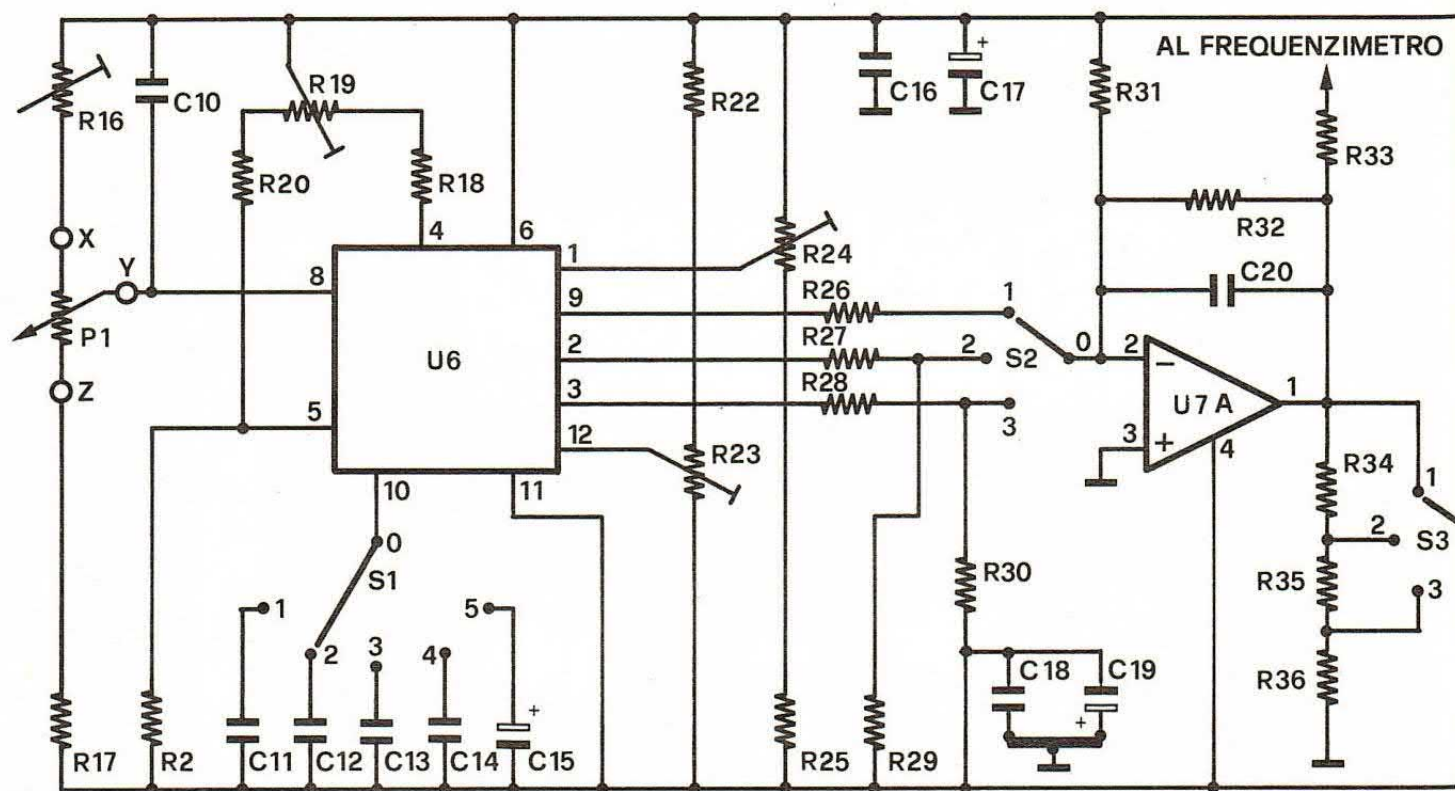 AL FREQUENZIMETRO
R16
C10
R19
R20
R18
R22
C16
+
C17
R31
R33
R32
C20
X
Y
P1
Z
4
6
8
1
R24
9
R26
1
2
R27
2
S2
0
3
R28
3
U6
5
12
R23
10
11
2
−
U7A
1
3
+
4
R34
1
2
S3
R35
3
R36
0
S1
1
5
2
3
4
R30
C18
C19
+
+
R17
R2
C11
C12
C13
C14
C15
R25
R29